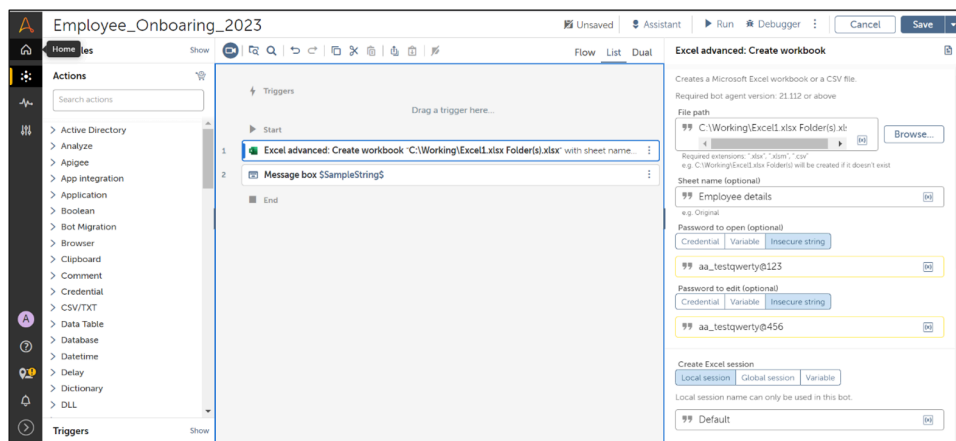 Employee_Onboaring_2023
Unsaved
Assistant
Run
Debugger
Cancel
Save
Home
Show
Flow
List
Dual
Actions
Search actions
Active Directory
Analyze
Apigee
App integration
Application
Boolean
Bot Migration
Browser
Clipboard
Comment
Credential
CSV/TXT
Data Table
Database
Datetime
Delay
Dictionary
DLL
Triggers
Show
A
Triggers
Drag a trigger here...
Start
1
Excel advanced: Create workbook "C:\Working\Excel1.xlsx Folder(s).xlsx" with sheet name...
2
Message box $SampleString$
End
Excel advanced: Create workbook
Creates a Microsoft Excel workbook or a CSV file.
Required bot agent version: 21.112 or above
File path
C:\Working\Excel1.xlsx Folder(s).xls
(x)
Browse...
Required extensions: ".xlsx", ".xlsm", ".csv"
e.g. C:\Working\Excel1.xlsx Folder(s) will be created if it doesn't exist
Sheet name (optional)
Employee details
(x)
e.g. Original
Password to open (optional)
Credential
Variable
Insecure string
aa_testqwerty@123
(x)
Password to edit (optional)
Credential
Variable
Insecure string
aa_testqwerty@456
(x)
Create Excel session
Local session
Global session
Variable
Local session name can only be used in this bot.
Default
(x)